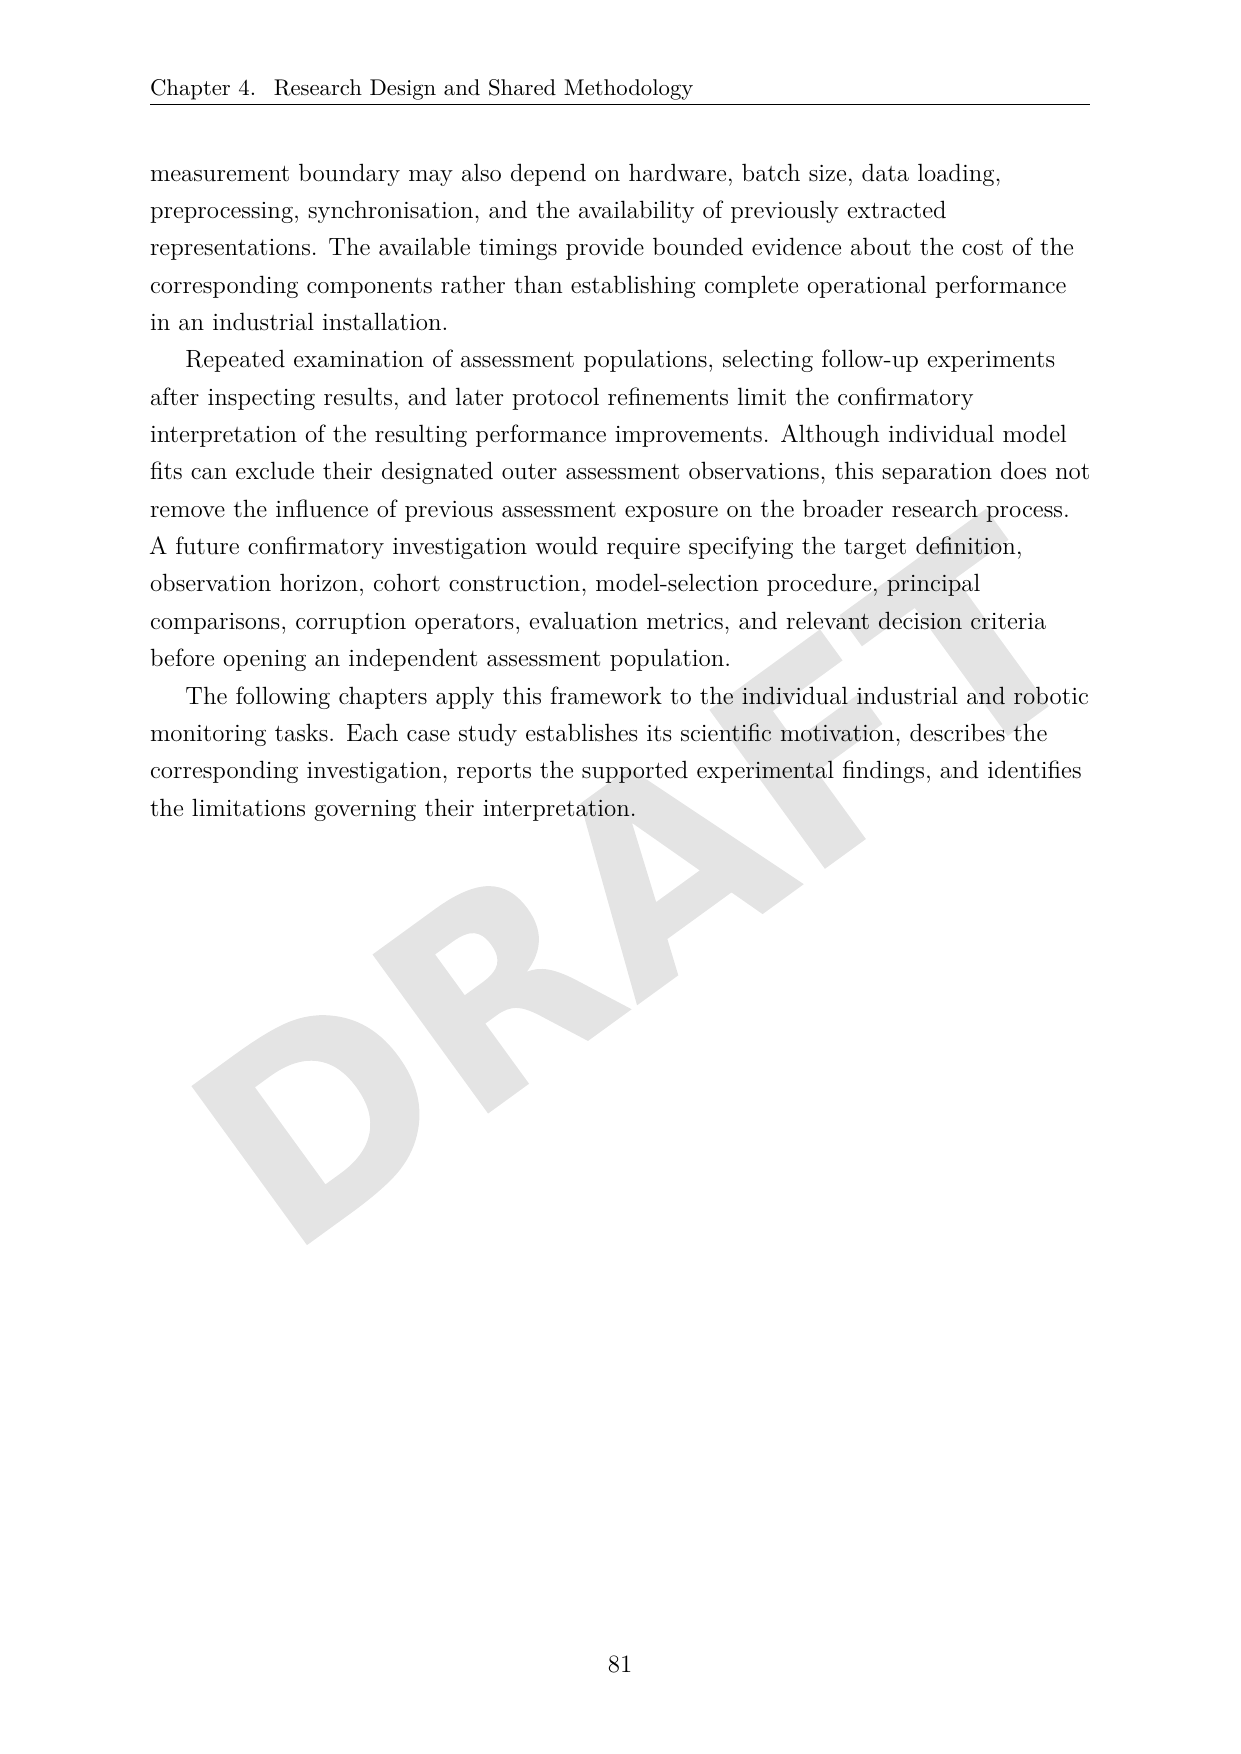 Chapter 4. Research Design and Shared Methodology
measurement boundary may also depend on hardware, batch size, data loading,
preprocessing, synchronisation, and the availability of previously extracted
representations. The available timings provide bounded evidence about the cost of the
corresponding components rather than establishing complete operational performance
in an industrial installation.
Repeated examination of assessment populations, selecting follow-up experiments
after inspecting results, and later protocol refinements limit the confirmatory
interpretation of the resulting performance improvements. Although individual model
fits can exclude their designated outer assessment observations, this separation does not
remove the influence of previous assessment exposure on the broader research process.
A future confirmatory investigation would require specifying the target definition,
observation horizon, cohort construction, model-selection procedure, principal
comparisons, corruption operators, evaluation metrics, and relevant decision criteria
before opening an independent assessment population.
The following chapters apply this framework to the individual industrial and robotic
monitoring tasks. Each case study establishes its scientific motivation, describes the
corresponding investigation, reports the supported experimental findings, and identifies
the limitations governing their interpretation.
DRAFT
81